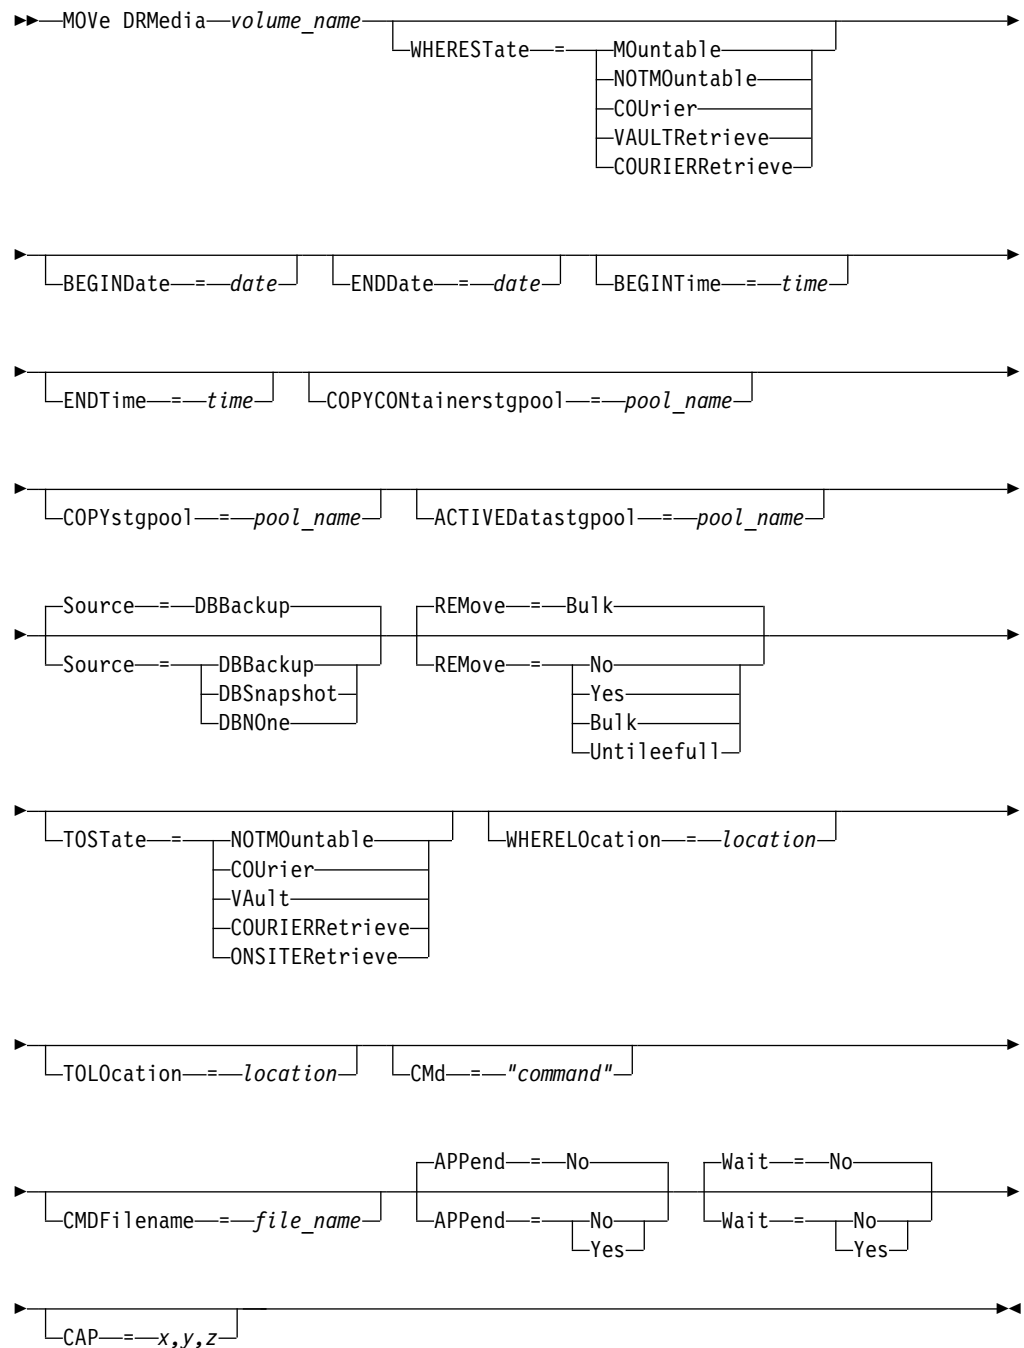 MOVe DRMedia volume_name
WHERESTate = MOuntable
NOTMOuntable
COUrier
VAULTRetrieve
COURIERRetrieve
BEGINDate = date ENDDate = date BEGINTime = time
ENDTime = time COPYCONtainerstgpool = pool_name
COPYstgpool = pool_name ACTIVEDatastgpool = pool_name
Source = DBBackup REMove = Bulk
Source = DBBackup REMove = No
DBSnapshot Yes
DBNOne Bulk
Untileefull
TOSTate = NOTMOuntable WHERELOcation = location
COUrier
VAult
COURIERRetrieve
ONSITERetrieve
TOLOcation = location CMd = "command"
APPend = No Wait = No
CMDFilename = file_name APPend = No Wait = No
Yes Yes
CAP = x,y,z